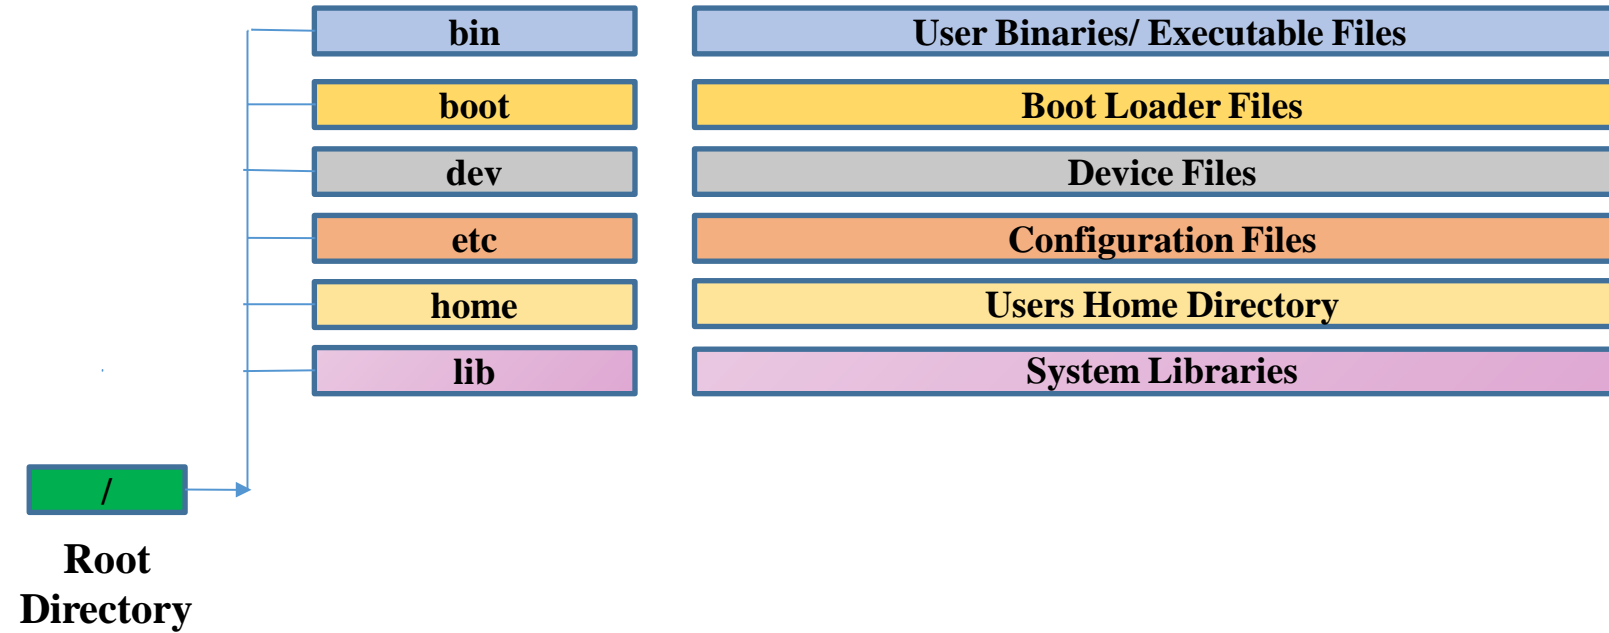 bin
User Binaries/ Executable Files
boot
Boot Loader Files
dev
Device Files
etc
Configuration Files
home
Users Home Directory
lib
System Libraries
/
Root
Directory